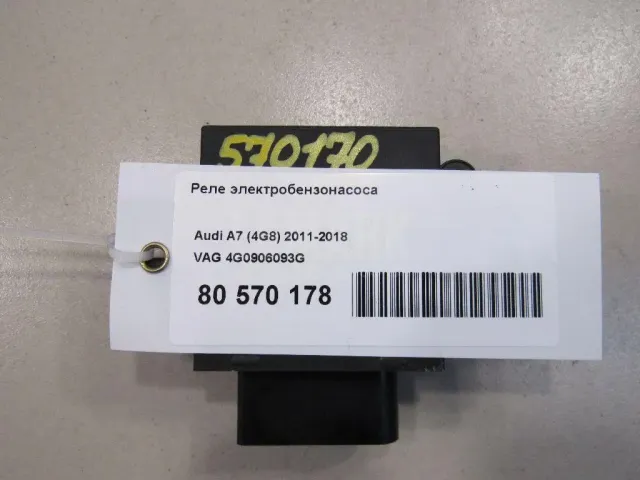 570170
Реле электробензонасоса
Audi A7 (4G8) 2011-2018
VAG 4G0906093G
80 570 178